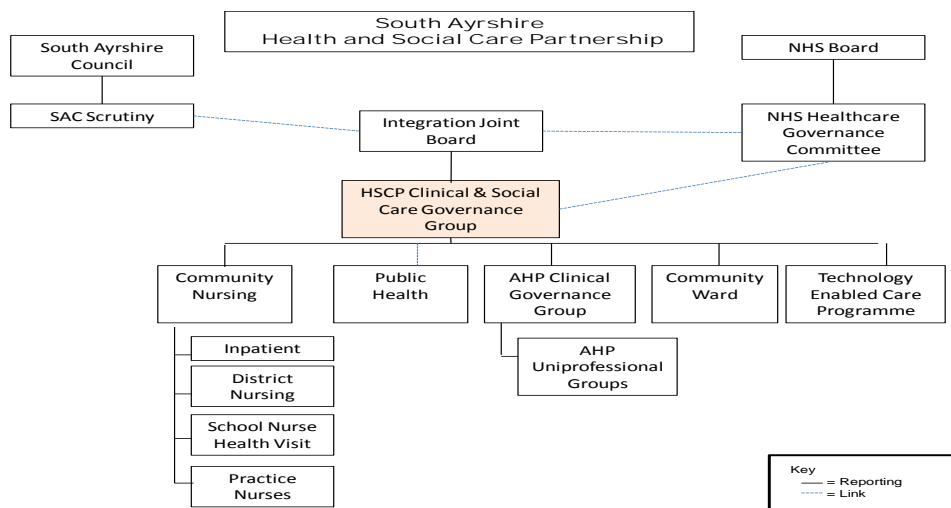 South Ayrshire
Health and Social Care Partnership
South Ayrshire
Council
NHS Board
SAC Scrutiny
Integration Joint
Board
NHS Healthcare
Governance
Committee
HSCP Clinical & Social
Care Governance
Group
Community
Nursing
Public
Health
AHP Clinical
Governance
Group
Community
Ward
Technology
Enabled Care
Programme
Inpatient
District
Nursing
School Nurse
Health Visit
Practice
Nurses
AHP
Uniprofessional
Groups
Key
= Reporting
= Link